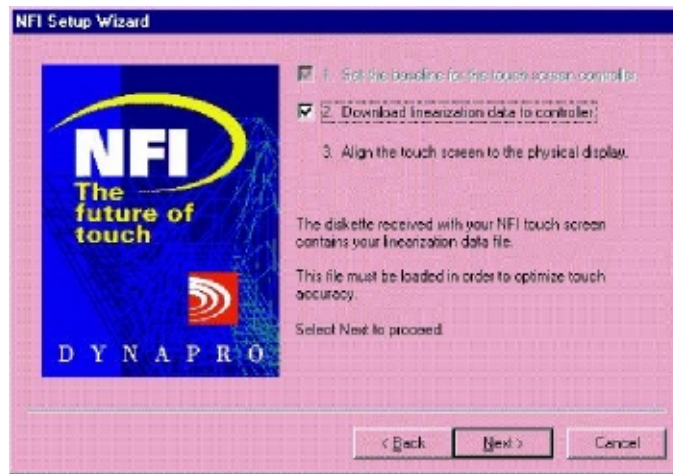 NFI Setup Wizard
1. Set the baseline for the touch screen controller.
2. Download linearization data to controller.
3. Align the touch screen to the physical display.
NFI
The
future of
touch
DYNAPRO
The diskette received with your NFI touch screen
contains your linearization data file.
This file must be loaded in order to optimize touch
accuracy.
Select Next to proceed.
< Back
Next >
Cancel